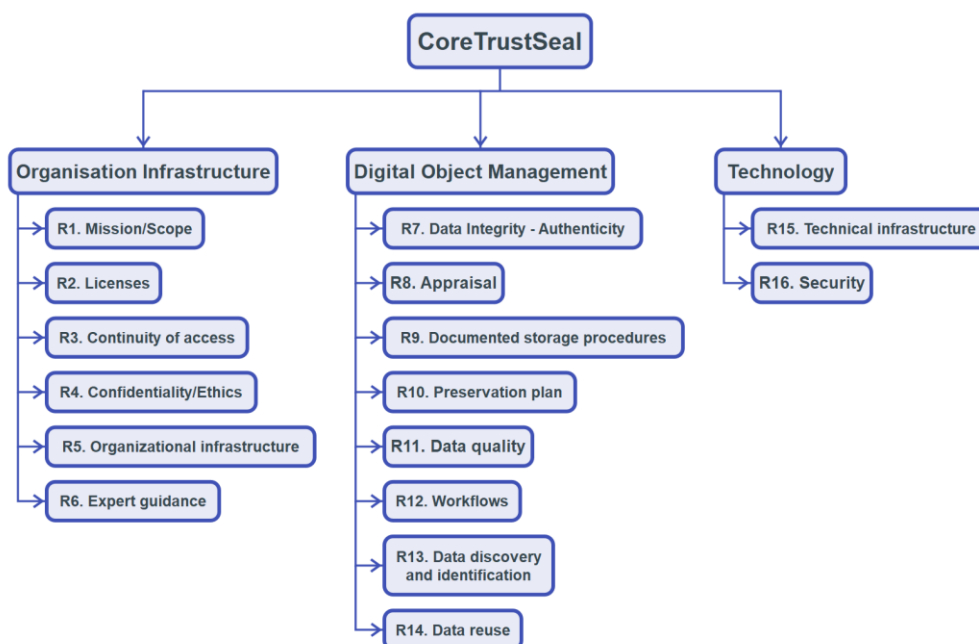 CoreTrustSeal
Organisation Infrastructure
R1. Mission/Scope
R2. Licenses
R3. Continuity of access
R4. Confidentiality/Ethics
R5. Organizational infrastructure
R6. Expert guidance
Digital Object Management
R7. Data Integrity - Authenticity
R8. Appraisal
R9. Documented storage procedures
R10. Preservation plan
R11. Data quality
R12. Workflows
R13. Data discovery
and identification
R14. Data reuse
Technology
R15. Technical infrastructure
R16. Security